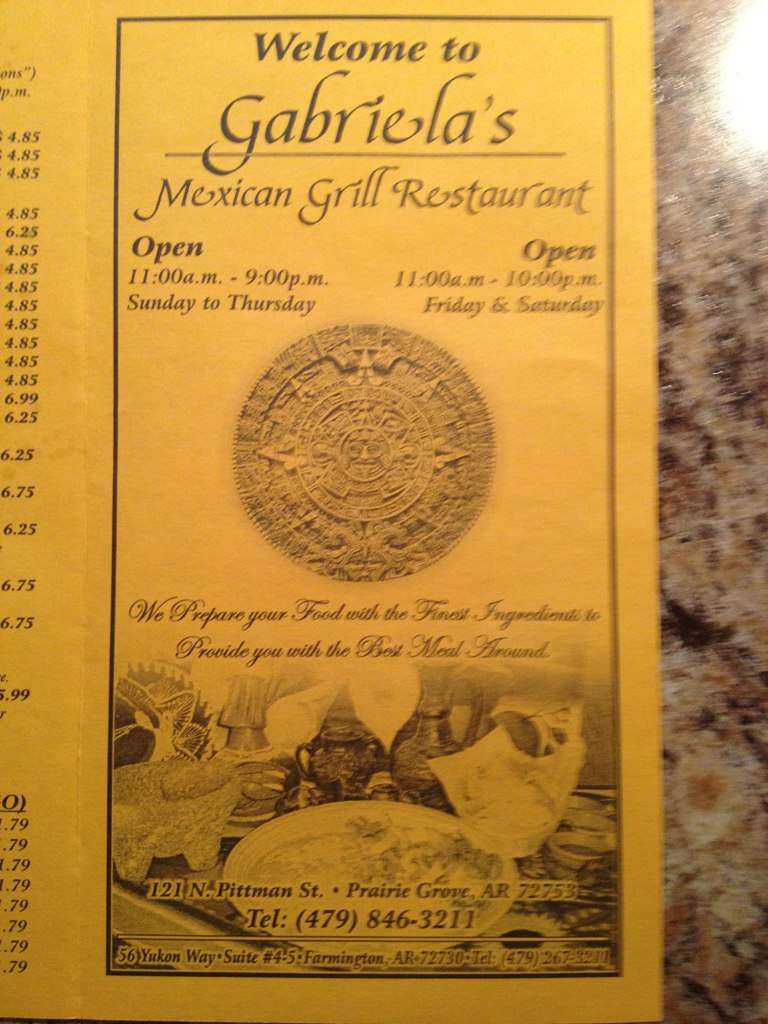 ons")
p.m.
4.85
4.85
4.85
4.85
6.25
4.85
4.85
4.85
4.85
4.85
4.85
4.85
4.85
6.99
6.25
6.25
6.75
6.25
6.75
6.75
5.99
O)
.79
.79
.79
.79
.79
.79
.79
.79
Welcome to
Gabriela's
Mexican Grill Restaurant
Open
11:00a.m. - 9:00p.m.
Sunday to Thursday
Open
11:00a.m - 10:00p.m.
Friday & Saturday
We Prepare your Food with the Finest Ingredients to
Provide you with the Best Meal Around.
121 N. Pittman St. • Prairie Grove, AR 72753
Tel: (479) 846-3211
56 Yukon Way•Suite #4-5•Farmington, AR 72730•Tel: (479) 267-3211